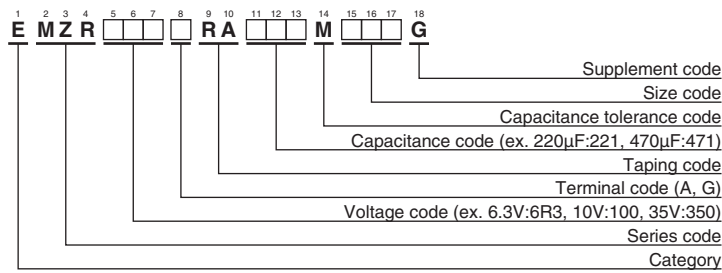 1 2 3 4 5 6 7 8 9 10 11 12 13 14 15 16 17 18
E M Z R □ □ □ □ R A □ □ □ M □ □ □ G
Supplement code
Size code
Capacitance tolerance code
Capacitance code (ex. 220μF:221, 470μF:471)
Taping code
Terminal code (A, G)
Voltage code (ex. 6.3V:6R3, 10V:100, 35V:350)
Series code
Category